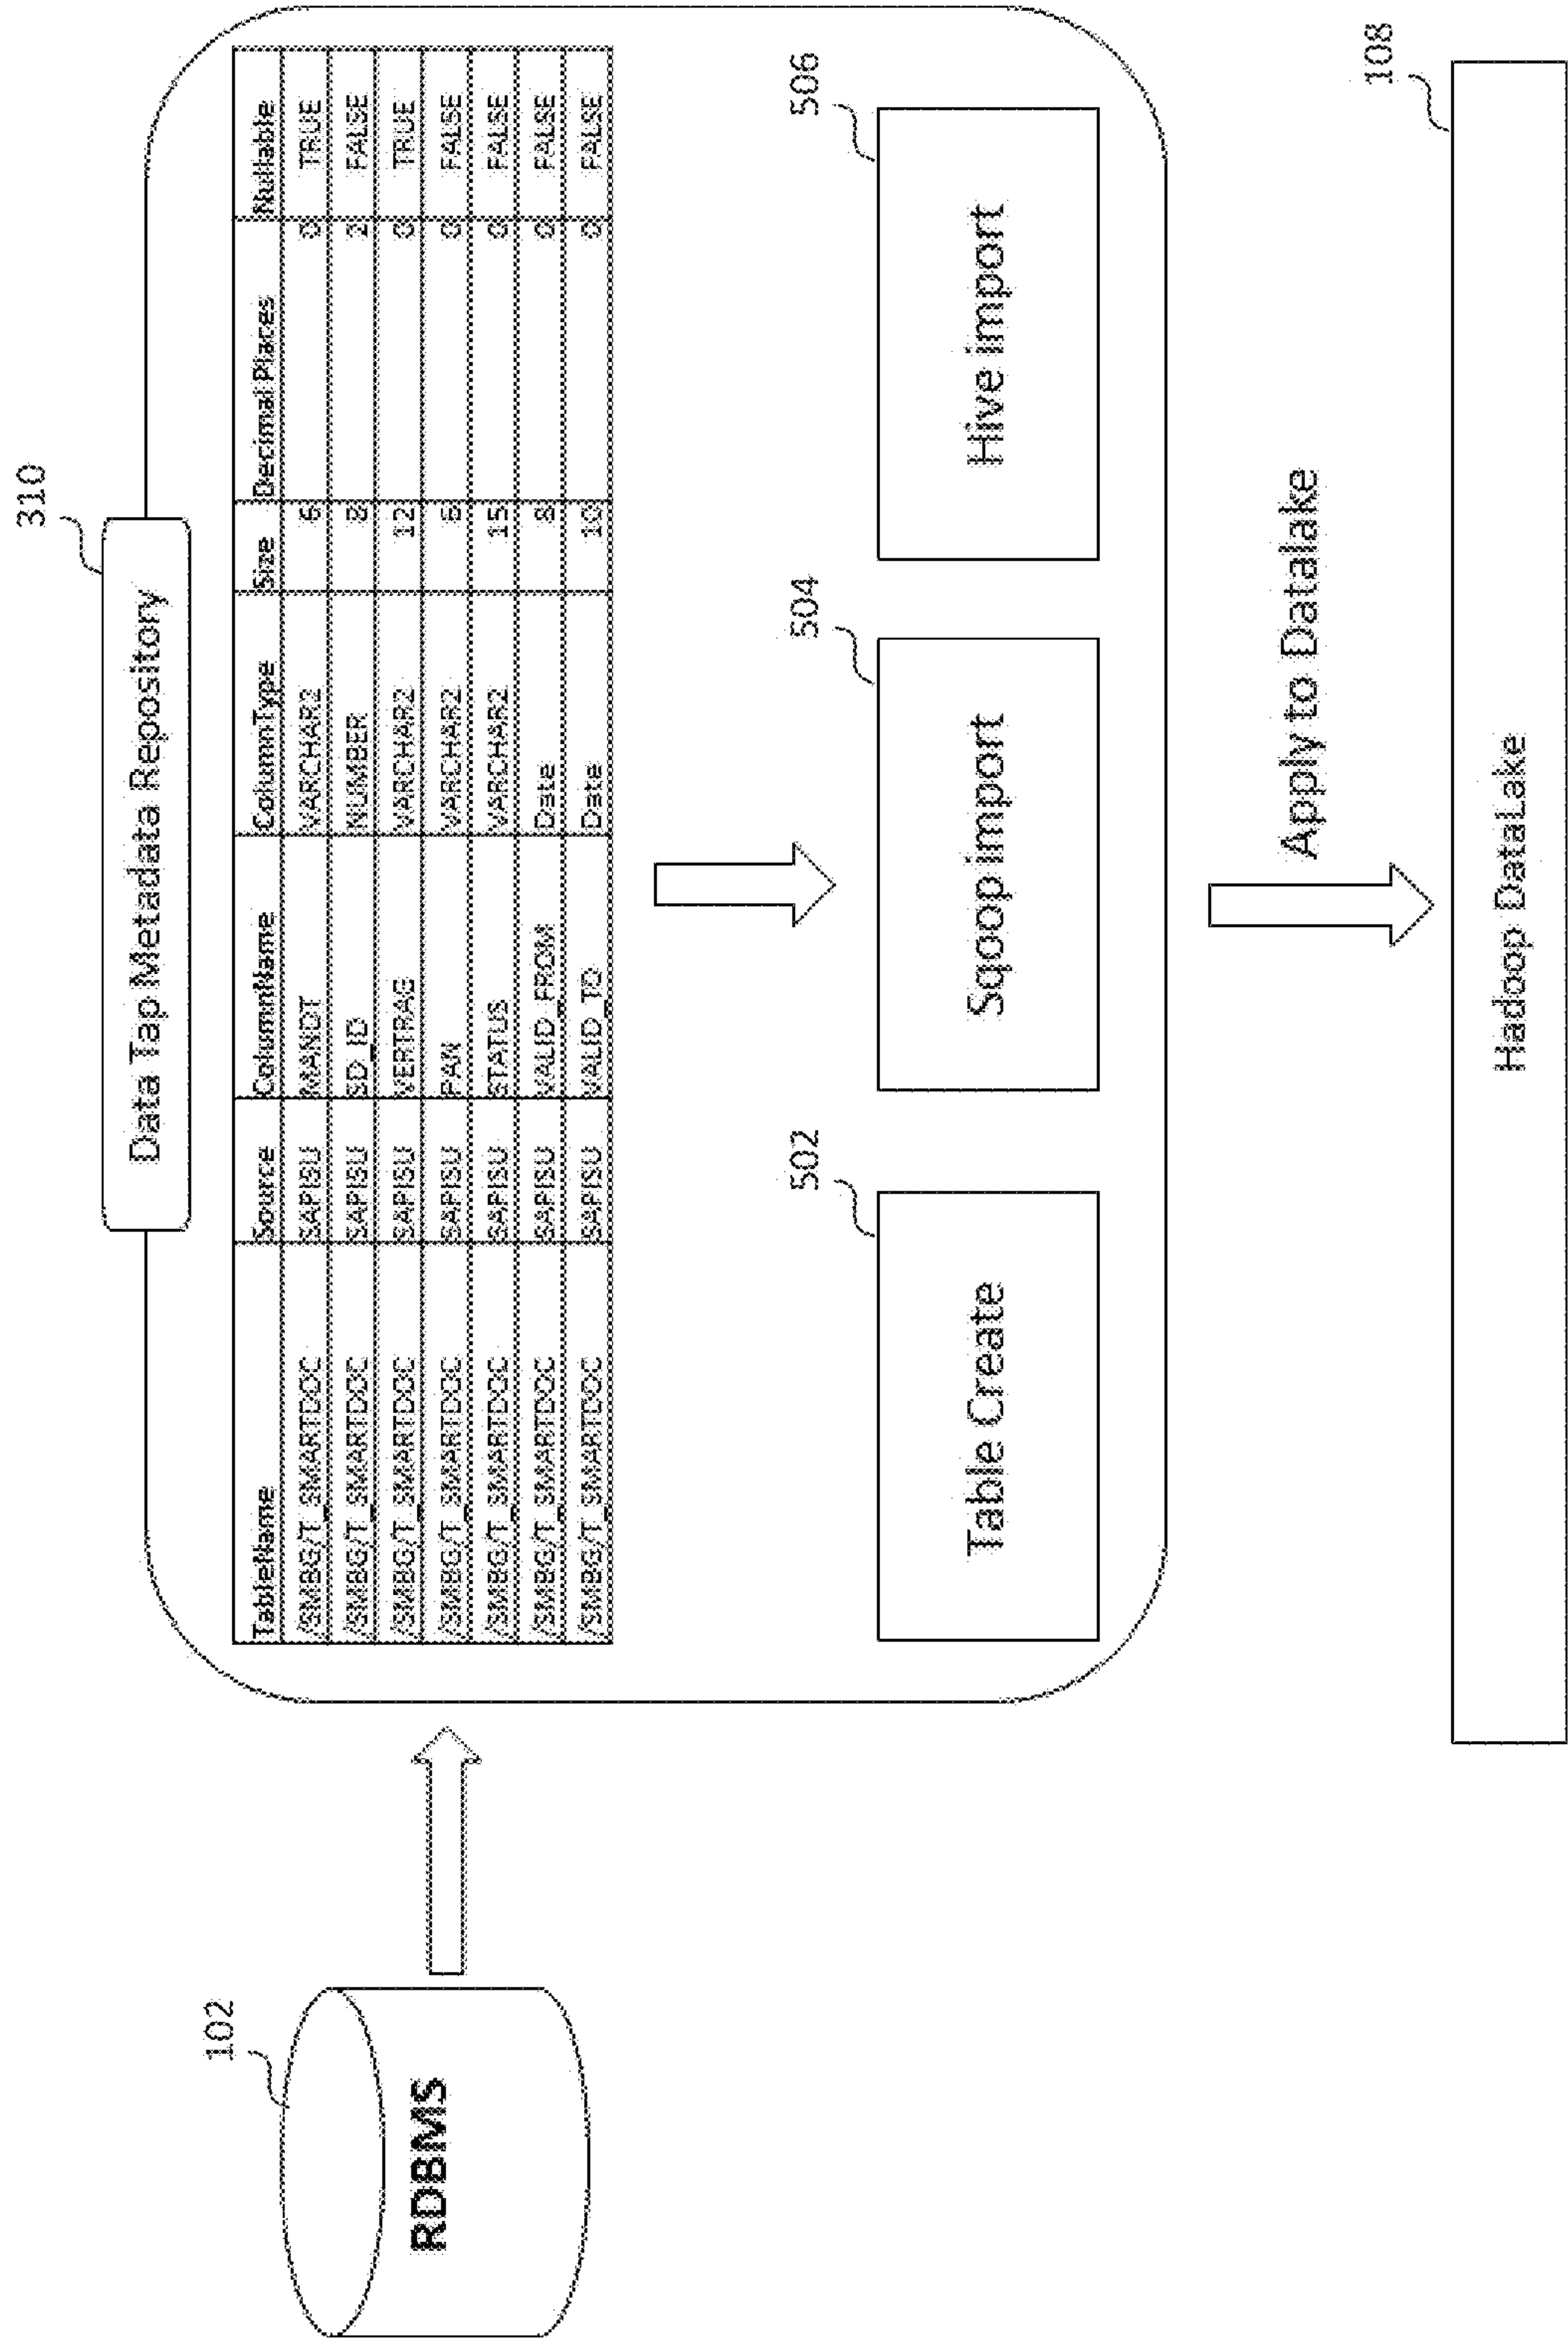 310
Data Tap Metadata Repository
TableName Source ColumnName ColumnType Size Decimal Places Nullable
/SMBG/T_SMARTDOC SAPISU MANDT VARCHAR2 6 0 TRUE
/SMBG/T_SMARTDOC SAPISU SD_ID NUMBER 8 2 FALSE
/SMBG/T_SMARTDOC SAPISU VERTRAG VARCHAR2 12 0 TRUE
/SMBG/T_SMARTDOC SAPISU PAN VARCHAR2 6 0 FALSE
/SMBG/T_SMARTDOC SAPISU STATUS VARCHAR2 15 0 FALSE
/SMBG/T_SMARTDOC SAPISU VALID_FROM Date 8 0 FALSE
/SMBG/T_SMARTDOC SAPISU VALID_TO Date 10 0 FALSE
102
RDBMS
502
Table Create
504
Sqoop import
506
Hive import
Apply to Datalake
108
Hadoop DataLake